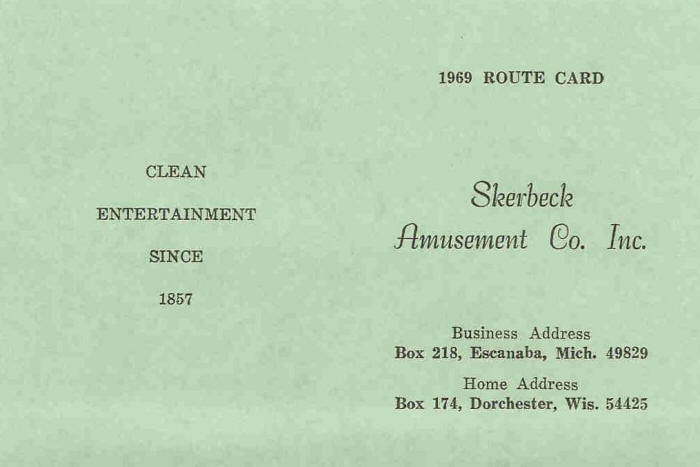 CLEAN
ENTERTAINMENT
SINCE
1857
1969 ROUTE CARD
Skerbeck
Amusement Co. Inc.
Business Address
Box 218, Escanaba, Mich. 49829
Home Address
Box 174, Dorchester, Wis. 54425